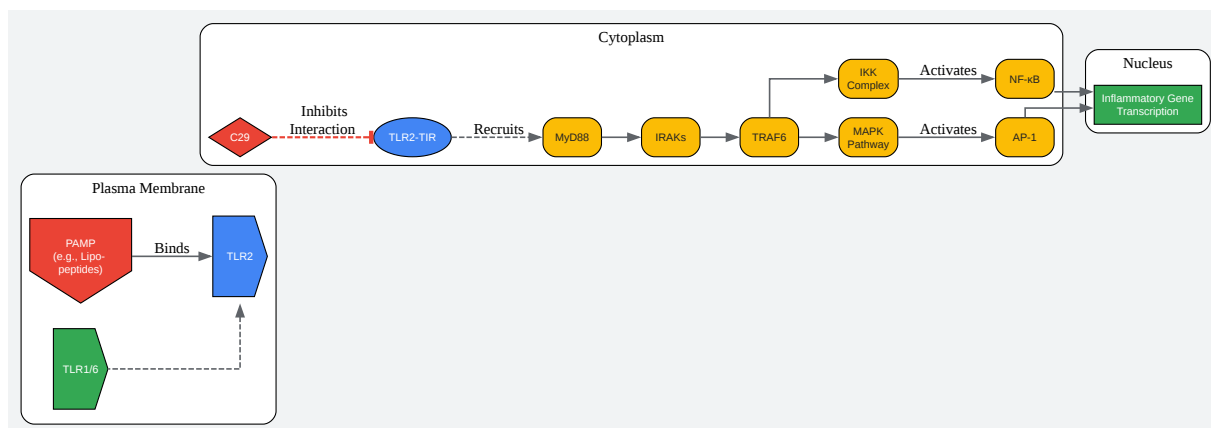 Cytoplasm
C29
Inhibits
Interaction
TLR2-TIR
Recruits
MyD88
IRAKs
TRAF6
IKK
Complex
Activates
NF-κB
MAPK
Pathway
Activates
AP-1
Nucleus
Inflammatory Gene
Transcription
Plasma Membrane
PAMP
(e.g., Lipo-
peptides)
Binds
TLR2
TLR1/6